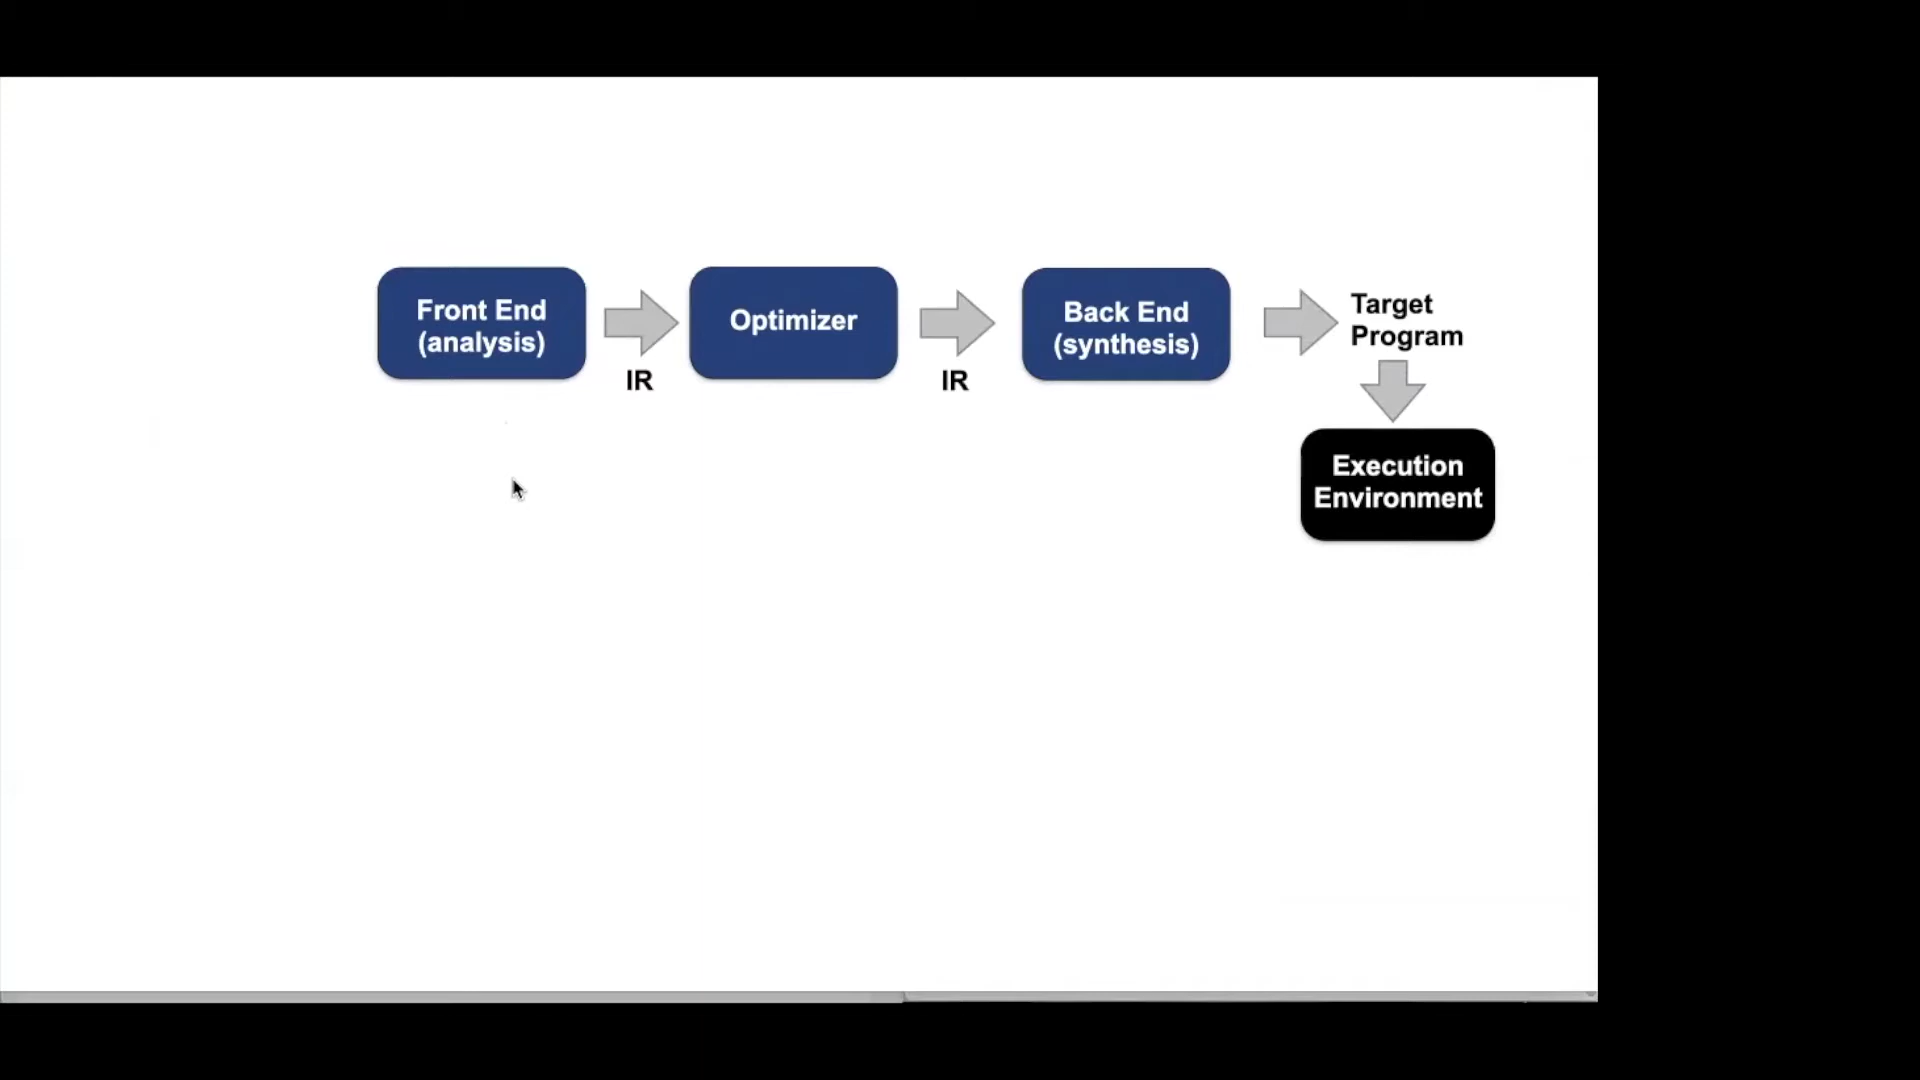 Front End
(analysis)
IR
Optimizer
IR
Back End
(synthesis)
Target
Program
Execution
Environment